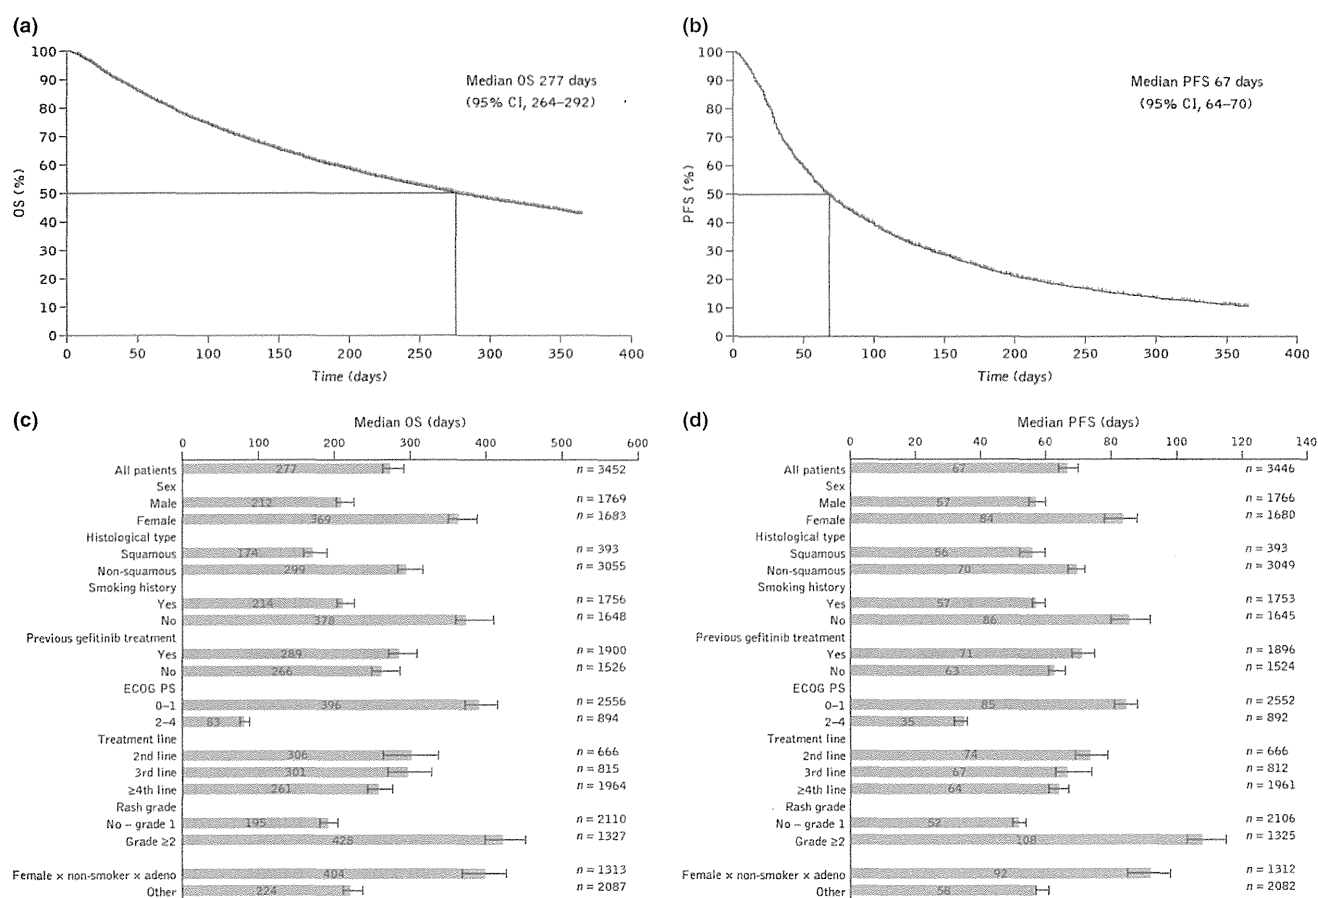 (a)
100
90
80
70
60
50
40
30
20
10
0
OS (%)
Median OS 277 days
(95% CI, 264–292)
0 50 100 150 200 250 300 350 400
Time (days)
(b)
100
90
80
70
60
50
40
30
20
10
0
PFS (%)
Median PFS 67 days
(95% CI, 64–70)
0 50 100 150 200 250 300 350 400
Time (days)
(c)
Median OS (days)
0 100 200 300 400 500 600
All patients 277 n = 3452
Sex
Male 212 n = 1769
Female 369 n = 1683
Histological type
Squamous 174 n = 393
Non-squamous 299 n = 3055
Smoking history
Yes 214 n = 1756
No 378 n = 1648
Previous gefitinib treatment
Yes 289 n = 1900
No 266 n = 1526
ECOG PS
0–1 396 n = 2556
2–4 83 n = 894
Treatment line
2nd line 306 n = 666
3rd line 301 n = 815
≥4th line 261 n = 1964
Rash grade
No – grade 1 195 n = 2110
Grade ≥2 428 n = 1327
Female × non-smoker × adeno 404 n = 1313
Other 224 n = 2087
(d)
Median PFS (days)
0 20 40 60 80 100 120 140
All patients 67 n = 3446
Sex
Male 57 n = 1766
Female 84 n = 1680
Histological type
Squamous 56 n = 393
Non-squamous 70 n = 3049
Smoking history
Yes 57 n = 1753
No 86 n = 1645
Previous gefitinib treatment
Yes 71 n = 1896
No 63 n = 1524
ECOG PS
0–1 85 n = 2552
2–4 35 n = 892
Treatment line
2nd line 74 n = 666
3rd line 67 n = 812
≥4th line 64 n = 1961
Rash grade
No – grade 1 52 n = 2106
Grade ≥2 108 n = 1325
Female × non-smoker × adeno 92 n = 1312
Other n = 2082